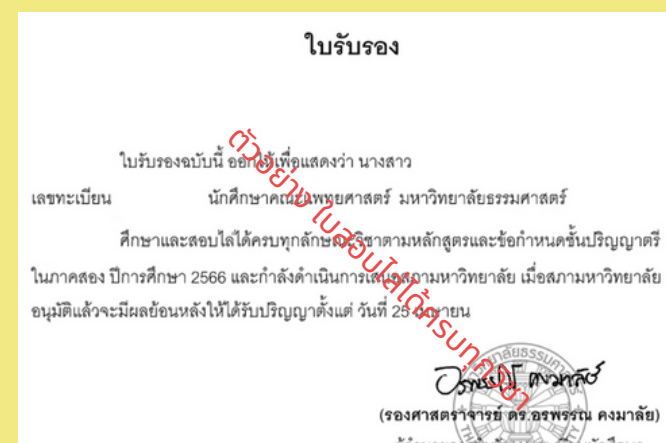 ใบรับรอง
ใบรับรองฉบับนี้ ออกให้เพื่อแสดงว่า นางสาว
เลขทะเบียน นักศึกษาคณะแพทยศาสตร์ มหาวิทยาลัยธรรมศาสตร์
ศึกษาและสอบไล่ได้ครบทุกลักษณะวิชาตามหลักสูตรและข้อกำหนดชั้นปริญญาตรี
ในภาคสอง ปีการศึกษา 2566 และกำลังดำเนินการเสนอสภามหาวิทยาลัย เมื่อสภามหาวิทยาลัย
อนุมัติแล้วจะมีผลย้อนหลังให้ได้รับปริญญาตั้งแต่ วันที่ 25
ตัวอย่าง ใบสอบไล่ได้ครบทุกวิชา
(รองศาสตราจารย์ ดร.อรพรรณ คงมาลัย)